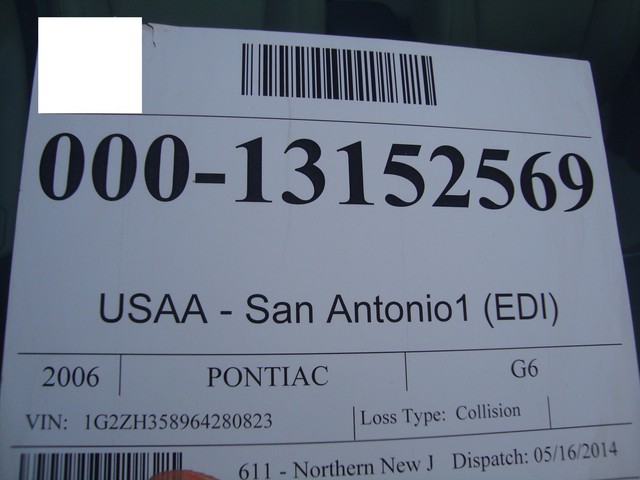 000-13152569
USAA - San Antonio1 (EDI)
2006 PONTIAC G6
VIN: 1G2ZH358964280823 Loss Type: Collision
611 - Northern New J Dispatch: 05/16/2014